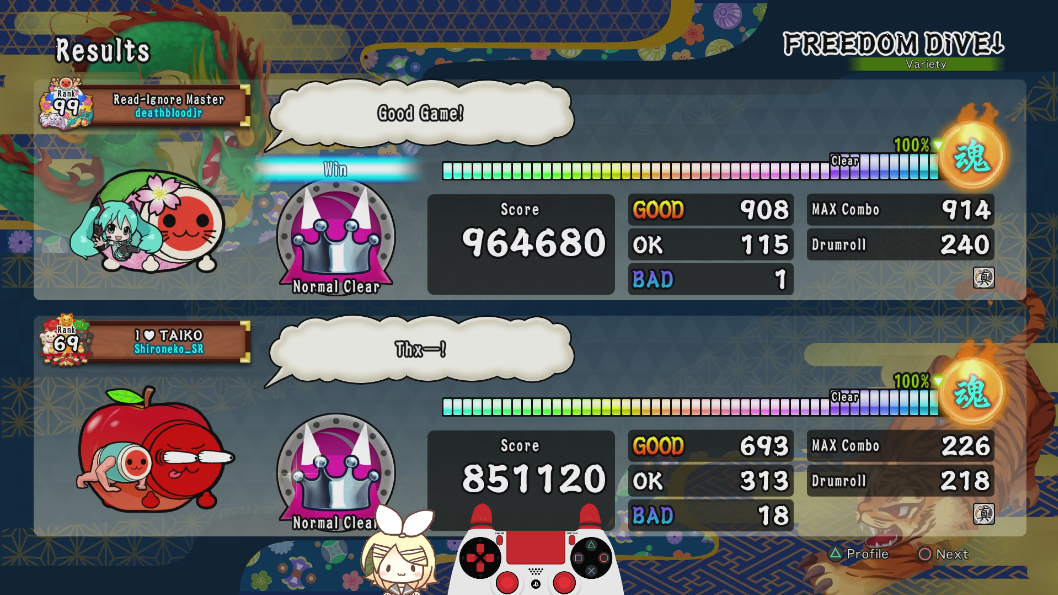 Results
FREEDOM DiVE↓
Variety
Rank
99
Read-Ignore Master
deathbloodjr
Good Game!
Win
100%
Clear
魂
Normal Clear
Score
964680
GOOD 908
OK 115
BAD 1
MAX Combo 914
Drumroll 240
真
Rank
69
I♥TAIKO
Shironeko_SR
Thx—!
100%
Clear
魂
Normal Clear
Score
851120
GOOD 693
OK 313
BAD 18
MAX Combo 226
Drumroll 218
真
△ Profile ○ Next